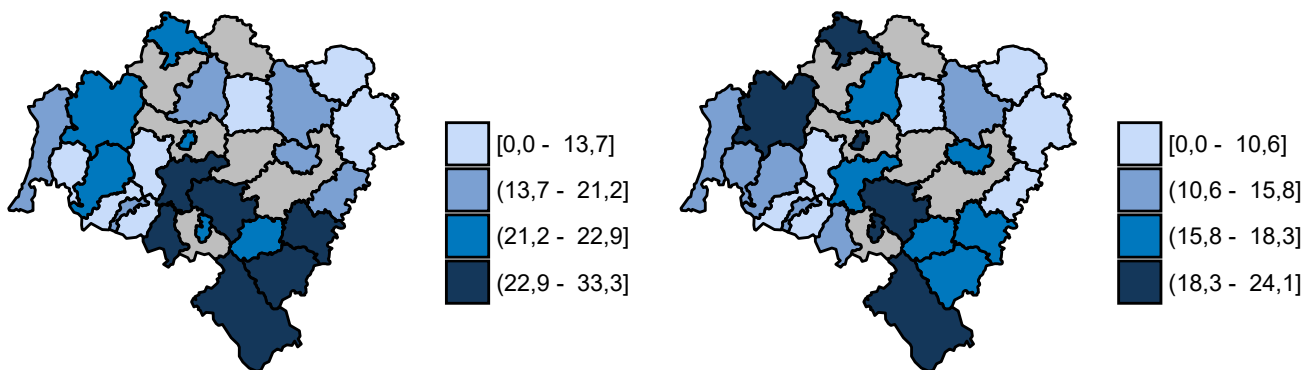 [0,0 - 13,7]
(13,7 - 21,2]
(21,2 - 22,9]
(22,9 - 33,3]
[0,0 - 10,6]
(10,6 - 15,8]
(15,8 - 18,3]
(18,3 - 24,1]